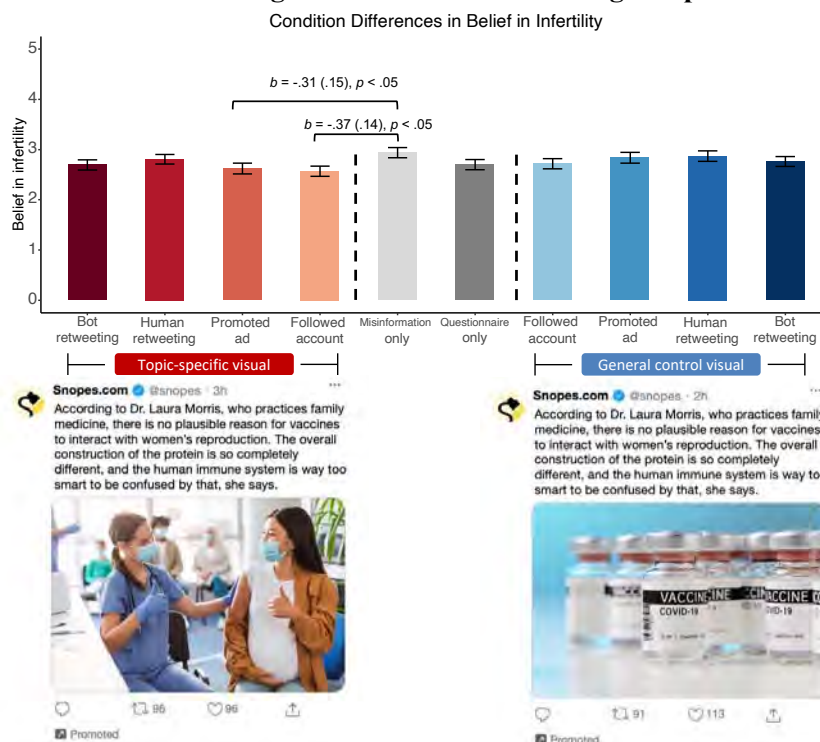 Condition Differences in Belief in Infertility
5
4
3
2
1
0
Belief in infertility
b = -.31 (.15), p < .05
b = -.37 (.14), p < .05
Bot retweeting
Human retweeting
Promoted ad
Followed account
Misinformation only
Questionnaire only
Followed account
Promoted ad
Human retweeting
Bot retweeting
Topic-specific visual
General control visual
Snopes.com @snopes · 3h
According to Dr. Laura Morris, who practices family
medicine, there is no plausible reason for vaccines
to interact with women's reproduction. The overall
construction of the protein is so completely
different, and the human immune system is way too
smart to be confused by that, she says.
96
96
Promoted
Snopes.com @snopes · 2h
According to Dr. Laura Morris, who practices family
medicine, there is no plausible reason for vaccines
to interact with women's reproduction. The overall
construction of the protein is so completely
different, and the human immune system is way to
smart to be confused by that, she says.
VACCINE
COVID-19
91
113
Promoted